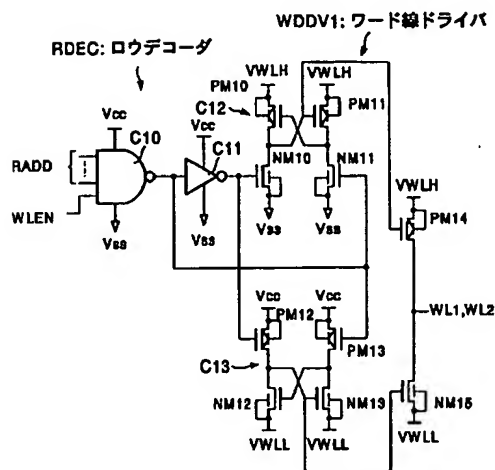 WDDV1: ワード線ドライバ
RDEC: ロウデコーダ
VWLH VWLH
PM10 PM11
Vcc C10 C12
Vcc C11
RADD
NM10 NM11
WLEN
VWLH
Vss Vss Vss Vss
PM14
Vcc Vcc
PM12
WL1,WL2
PM13
C13
NM12 NM13 NM15
VWLL VWLL VWLL